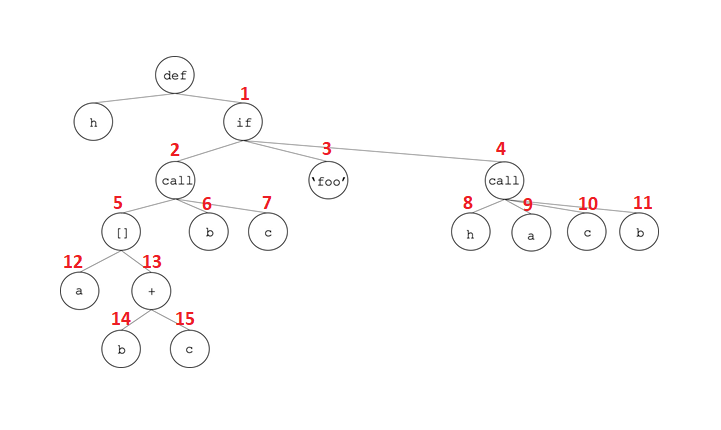 def
1
h if
2 3 4
call 'foo' call
5 6 7 8 9 10 11
[] b c h a c b
12 13
a +
14 15
b c